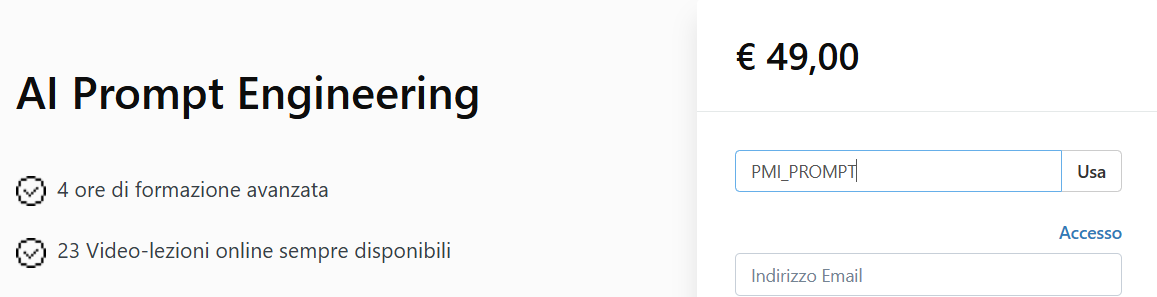 AI Prompt Engineering
4 ore di formazione avanzata
23 Video-lezioni online sempre disponibili
€ 49,00
PMI_PROMPT
Usa
Accesso
Indirizzo Email